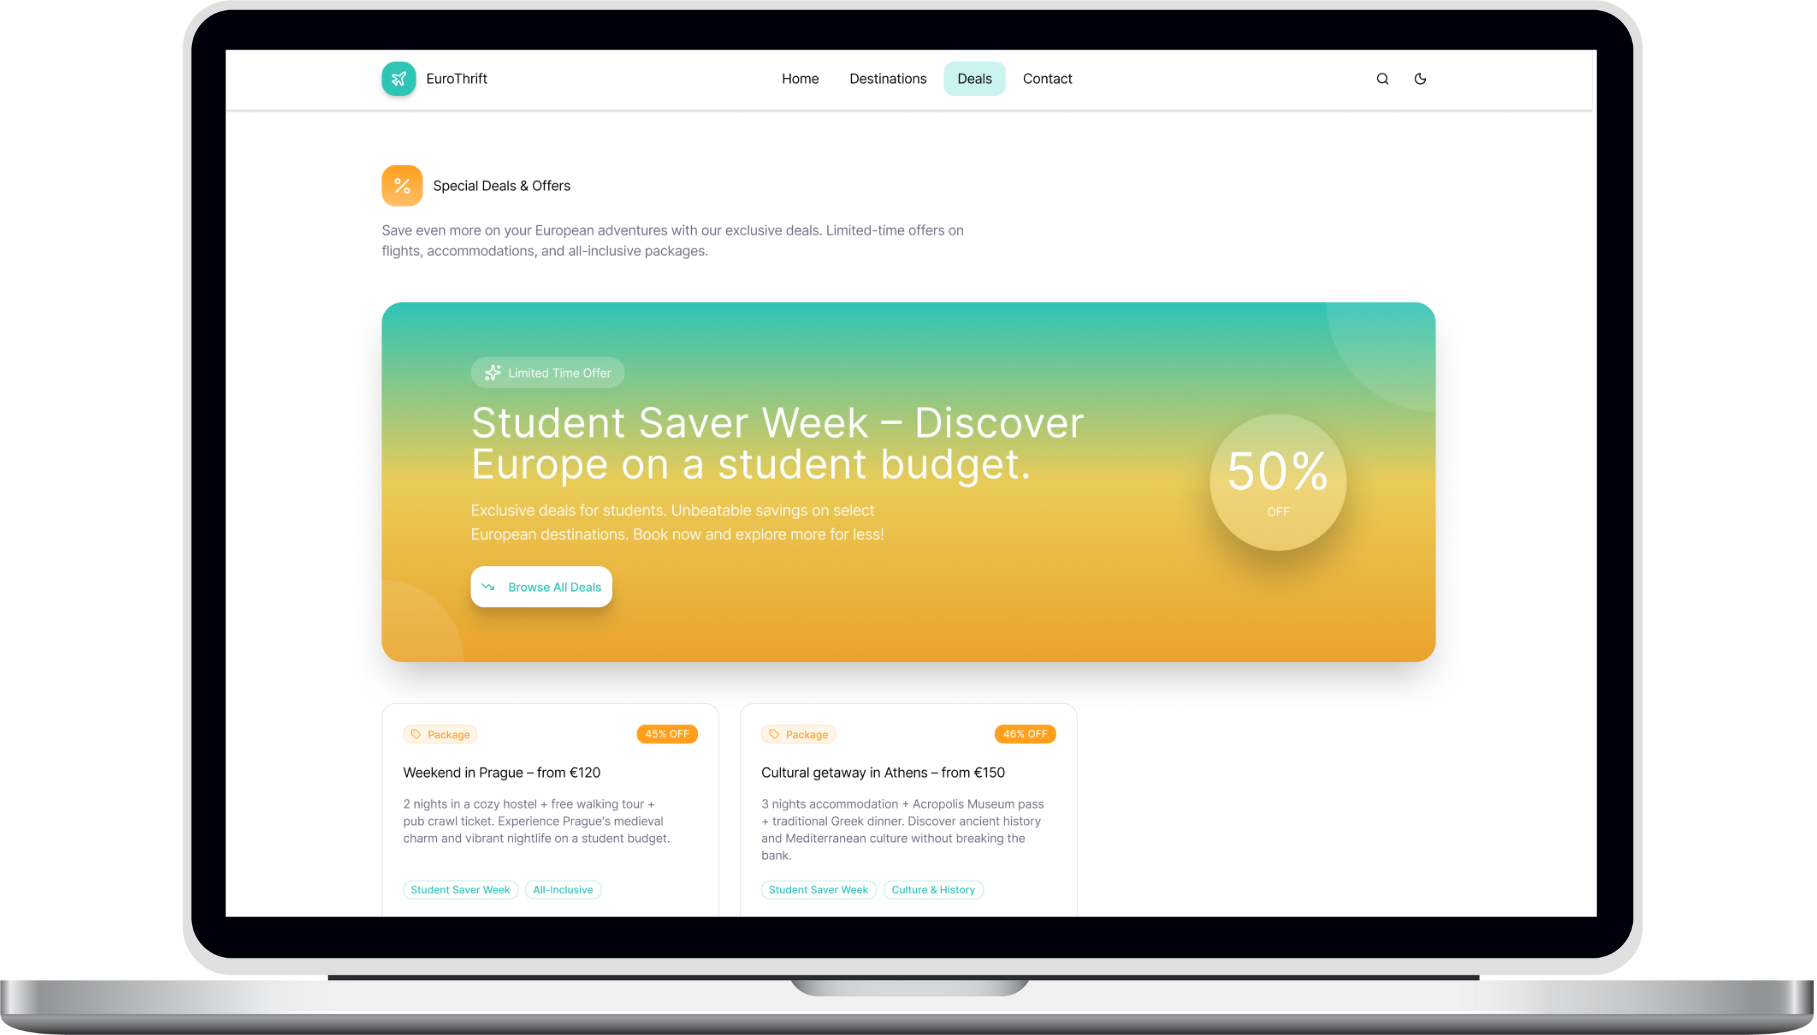 EuroThrift
Home Destinations Deals Contact
Special Deals & Offers
Save even more on your European adventures with our exclusive deals. Limited-time offers on
flights, accommodations, and all-inclusive packages.
Limited Time Offer
Student Saver Week – Discover
Europe on a student budget.
Exclusive deals for students. Unbeatable savings on select
European destinations. Book now and explore more for less!
Browse All Deals
50%
OFF
Package
45% OFF
Weekend in Prague – from €120
2 nights in a cozy hostel + free walking tour +
pub crawl ticket. Experience Prague's medieval
charm and vibrant nightlife on a student budget.
Student Saver Week
All-Inclusive
Package
46% OFF
Cultural getaway in Athens – from €150
3 nights accommodation + Acropolis Museum pass
+ traditional Greek dinner. Discover ancient history
and Mediterranean culture without breaking the
bank.
Student Saver Week
Culture & History